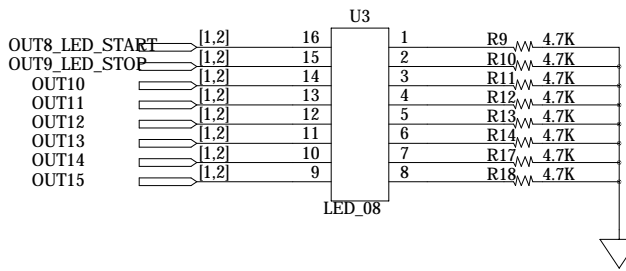 U3
OUT8_LED_START [1,2] 16 1 R9 4.7K
OUT9_LED_STOP [1,2] 15 2 R10 4.7K
OUT10 [1,2] 14 3 R11 4.7K
OUT11 [1,2] 13 4 R12 4.7K
OUT12 [1,2] 12 5 R13 4.7K
OUT13 [1,2] 11 6 R14 4.7K
OUT14 [1,2] 10 7 R17 4.7K
OUT15 [1,2] 9 8 R18 4.7K
LED_08